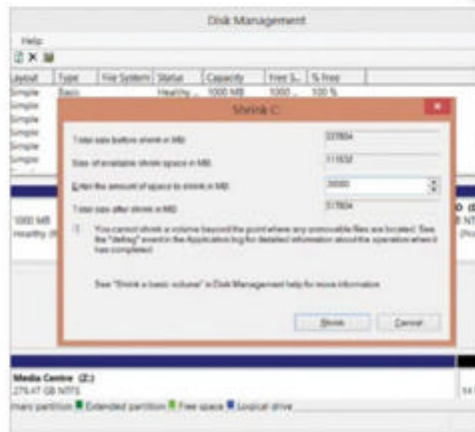 Disk Management
Help
Layout Type File System Status Capacity Free S... % Free
Simple Basic Healthy ... 1000 MB 1000 ... 100 %
Simple
Simple
Simple
Simple
Simple
Shrink C:
Total size before shrink in MB:
Size of available shrink space in MB:
Enter the amount of space to shrink in MB:
Total size after shrink in MB:
You cannot shrink a volume beyond the point where any unmovable files are located. See
the "defrag" event in the Application log for detailed information about the operation when it
has completed.
See "Shrink a basic volume" in Disk Management help for more information
Shrink Cancel
1000 MB
Healthy
Media Centre (Z:)
NTFS
mary partition Extended partition Free space Logical drive